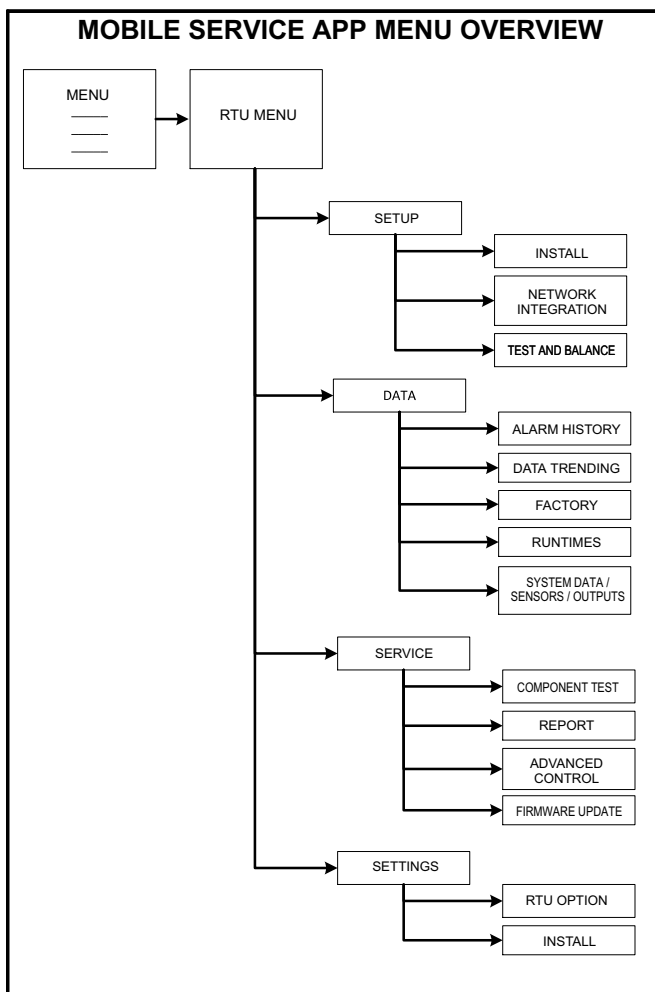 MOBILE SERVICE APP MENU OVERVIEW
MENU
RTU MENU
SETUP
INSTALL
NETWORK
INTEGRATION
TEST AND BALANCE
DATA
ALARM HISTORY
DATA TRENDING
FACTORY
RUNTIMES
SYSTEM DATA /
SENSORS / OUTPUTS
SERVICE
COMPONENT TEST
REPORT
ADVANCED
CONTROL
FIRMWARE UPDATE
SETTINGS
RTU OPTION
INSTALL